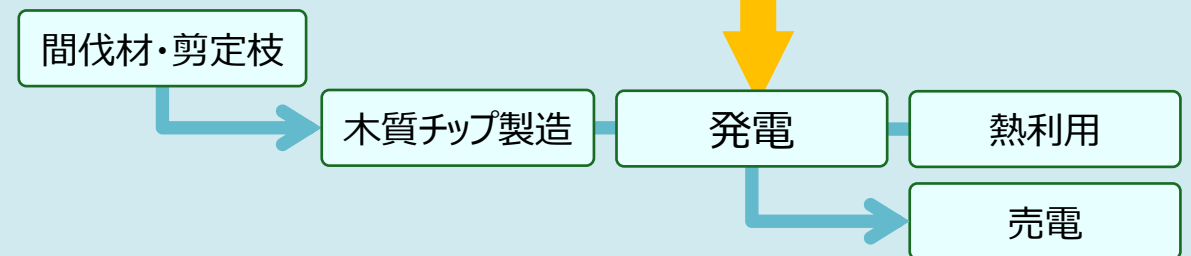 間伐材・剪定枝
木質チップ製造
発電
熱利用
売電